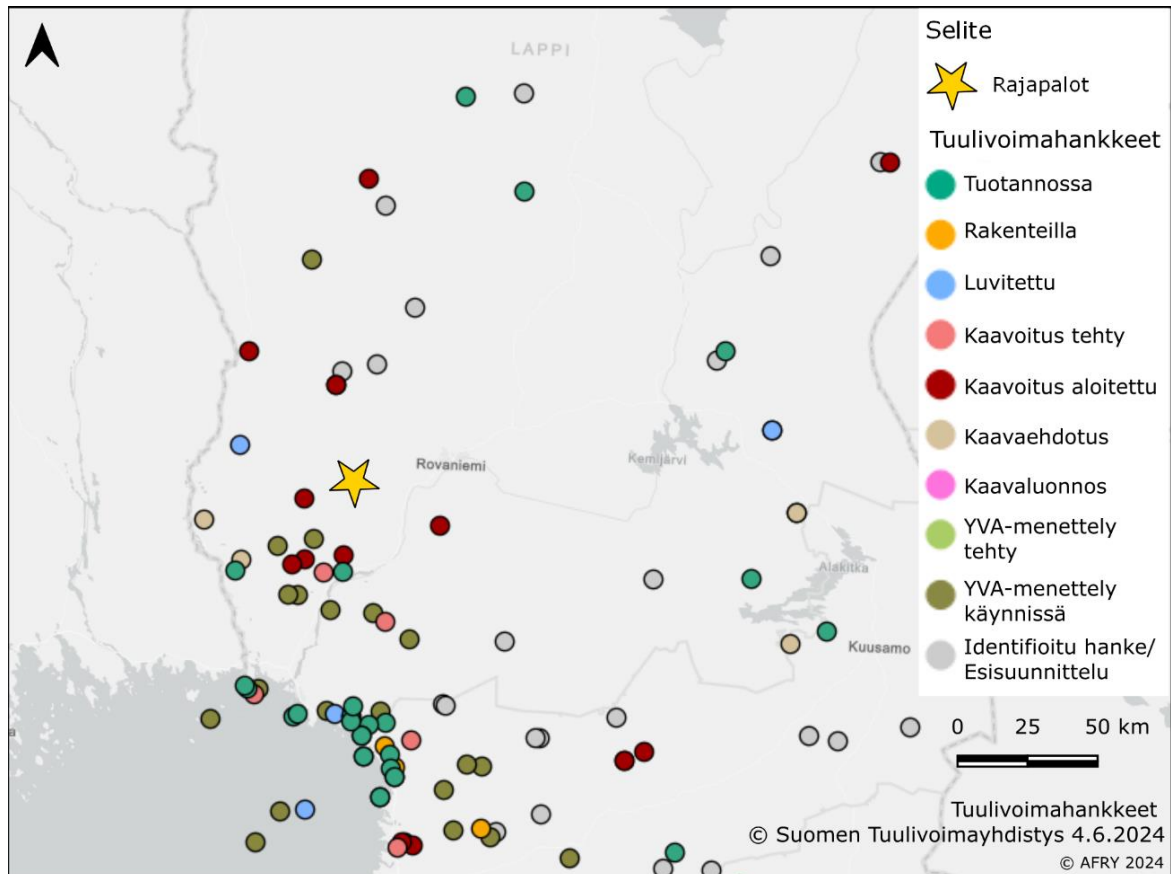 LAPPI
Rovaniemi
Kemijärvi
Alakitka
Kuusamo
a
Selite
Rajapalot
Tuulivoimahankkeet
Tuotannossa
Rakenteilla
Luvitettu
Kaavoitus tehty
Kaavoitus aloitettu
Kaavaehdotus
Kaavaluonnos
YVA-menettely
tehty
YVA-menettely
käynnissä
Identifioitu hanke/
Esisuunnittelu
0 25 50 km
Tuulivoimahankkeet
© Suomen Tuulivoimayhdistys 4.6.2024
© AFRY 2024